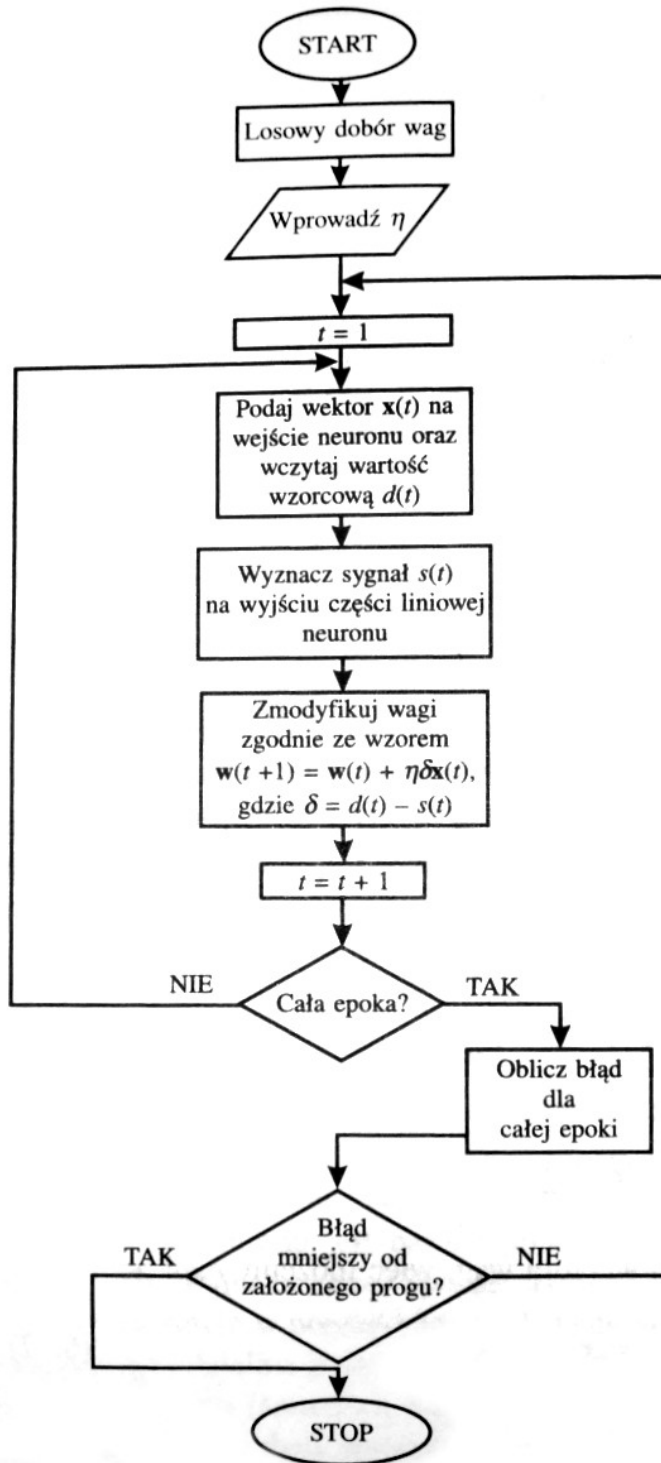 START
Losowy dobór wag
Wprowadź η
t = 1
Podaj wektor x(t) na
wejście neuronu oraz
wczytaj wartość
wzorcową d(t)
Wyznacz sygnał s(t)
na wyjściu części liniowej
neuronu
Zmodyfikuj wagi
zgodnie ze wzorem
w(t +1) = w(t) + ηδx(t),
gdzie δ = d(t) − s(t)
t = t + 1
NIE
Cała epoka?
TAK
Oblicz błąd
dla
całej epoki
TAK
Błąd
mniejszy od
założonego progu?
NIE
STOP